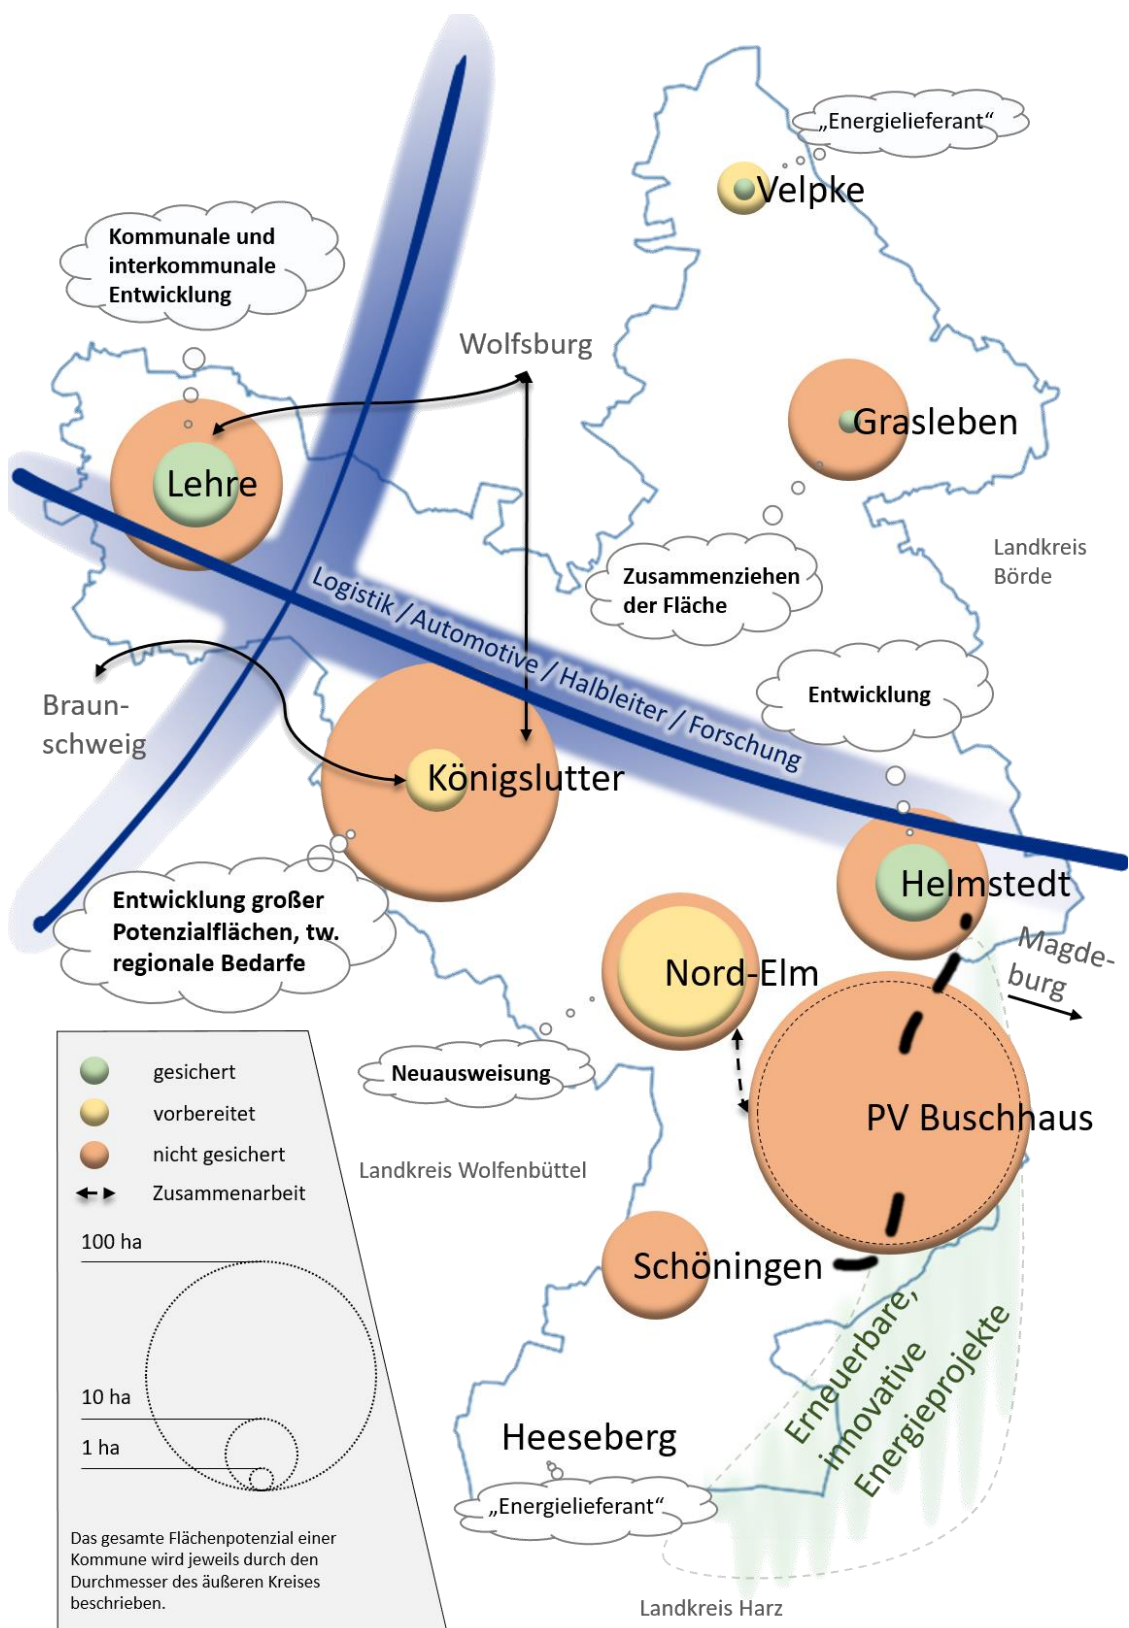 „Energielieferant“
Velpke
Kommunale und
interkommunale
Entwicklung
Wolfsburg
Grasleben
Lehre
Landkreis
Börde
Zusammenziehen
der Fläche
Logistik / Automotive / Halbleiter / Forschung
Entwicklung
Braun-
schweig
Königslutter
Helmstedt
Entwicklung großer
Potenzialflächen, tw.
regionale Bedarfe
Magde-
burg
Nord-Elm
Neuausweisung
PV Buschhaus
Landkreis Wolfenbüttel
Schöningen
Erneuerbare,
innovative
Energieprojekte
Heeseberg
„Energielieferant“
Landkreis Harz
gesichert
vorbereitet
nicht gesichert
Zusammenarbeit
100 ha
10 ha
1 ha
Das gesamte Flächenpotenzial einer
Kommune wird jeweils durch den
Durchmesser des äußeren Kreises
beschrieben.